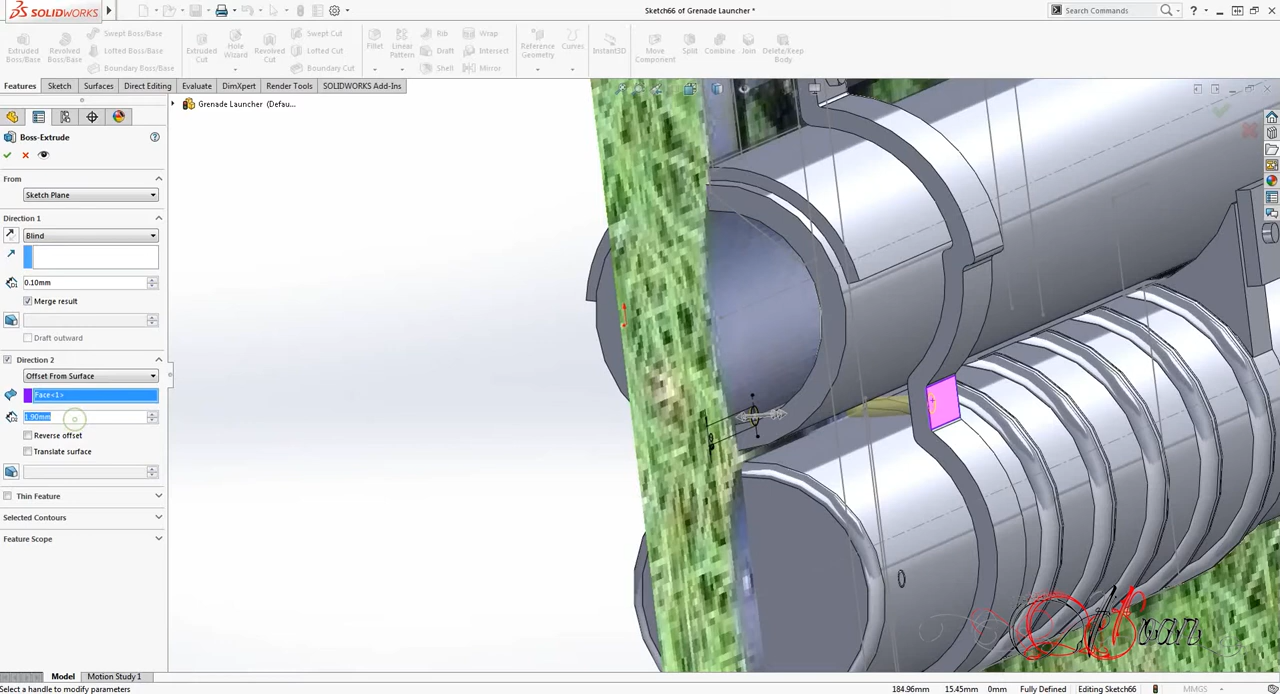 SOLIDWORKS
Sketch66 of Grenade Launcher *
Search Commands
Extruded Boss/Base
Revolved Boss/Base
Swept Boss/Base
Lofted Boss/Base
Boundary Boss/Base
Extruded Cut
Hole Wizard
Revolved Cut
Swept Cut
Lofted Cut
Boundary Cut
Fillet
Linear Pattern
Rib
Draft
Shell
Wrap
Intersect
Mirror
Reference Geometry
Curves
Instant3D
Move Component
Split
Combine
Join
Delete/Keep Body
Features
Sketch
Surfaces
Direct Editing
Evaluate
DimXpert
Render Tools
SOLIDWORKS Add-Ins
Grenade Launcher (Defau...
Boss-Extrude
From
Sketch Plane
Direction 1
Blind
0.10mm
Merge result
Draft outward
Direction 2
Offset From Surface
Face<1>
1.90mm
Reverse offset
Translate surface
Thin Feature
Selected Contours
Feature Scope
Model
Motion Study 1
Select a handle to modify parameters
184.96mm
15.45mm
0mm
Fully Defined
Editing Sketch66
MMGS